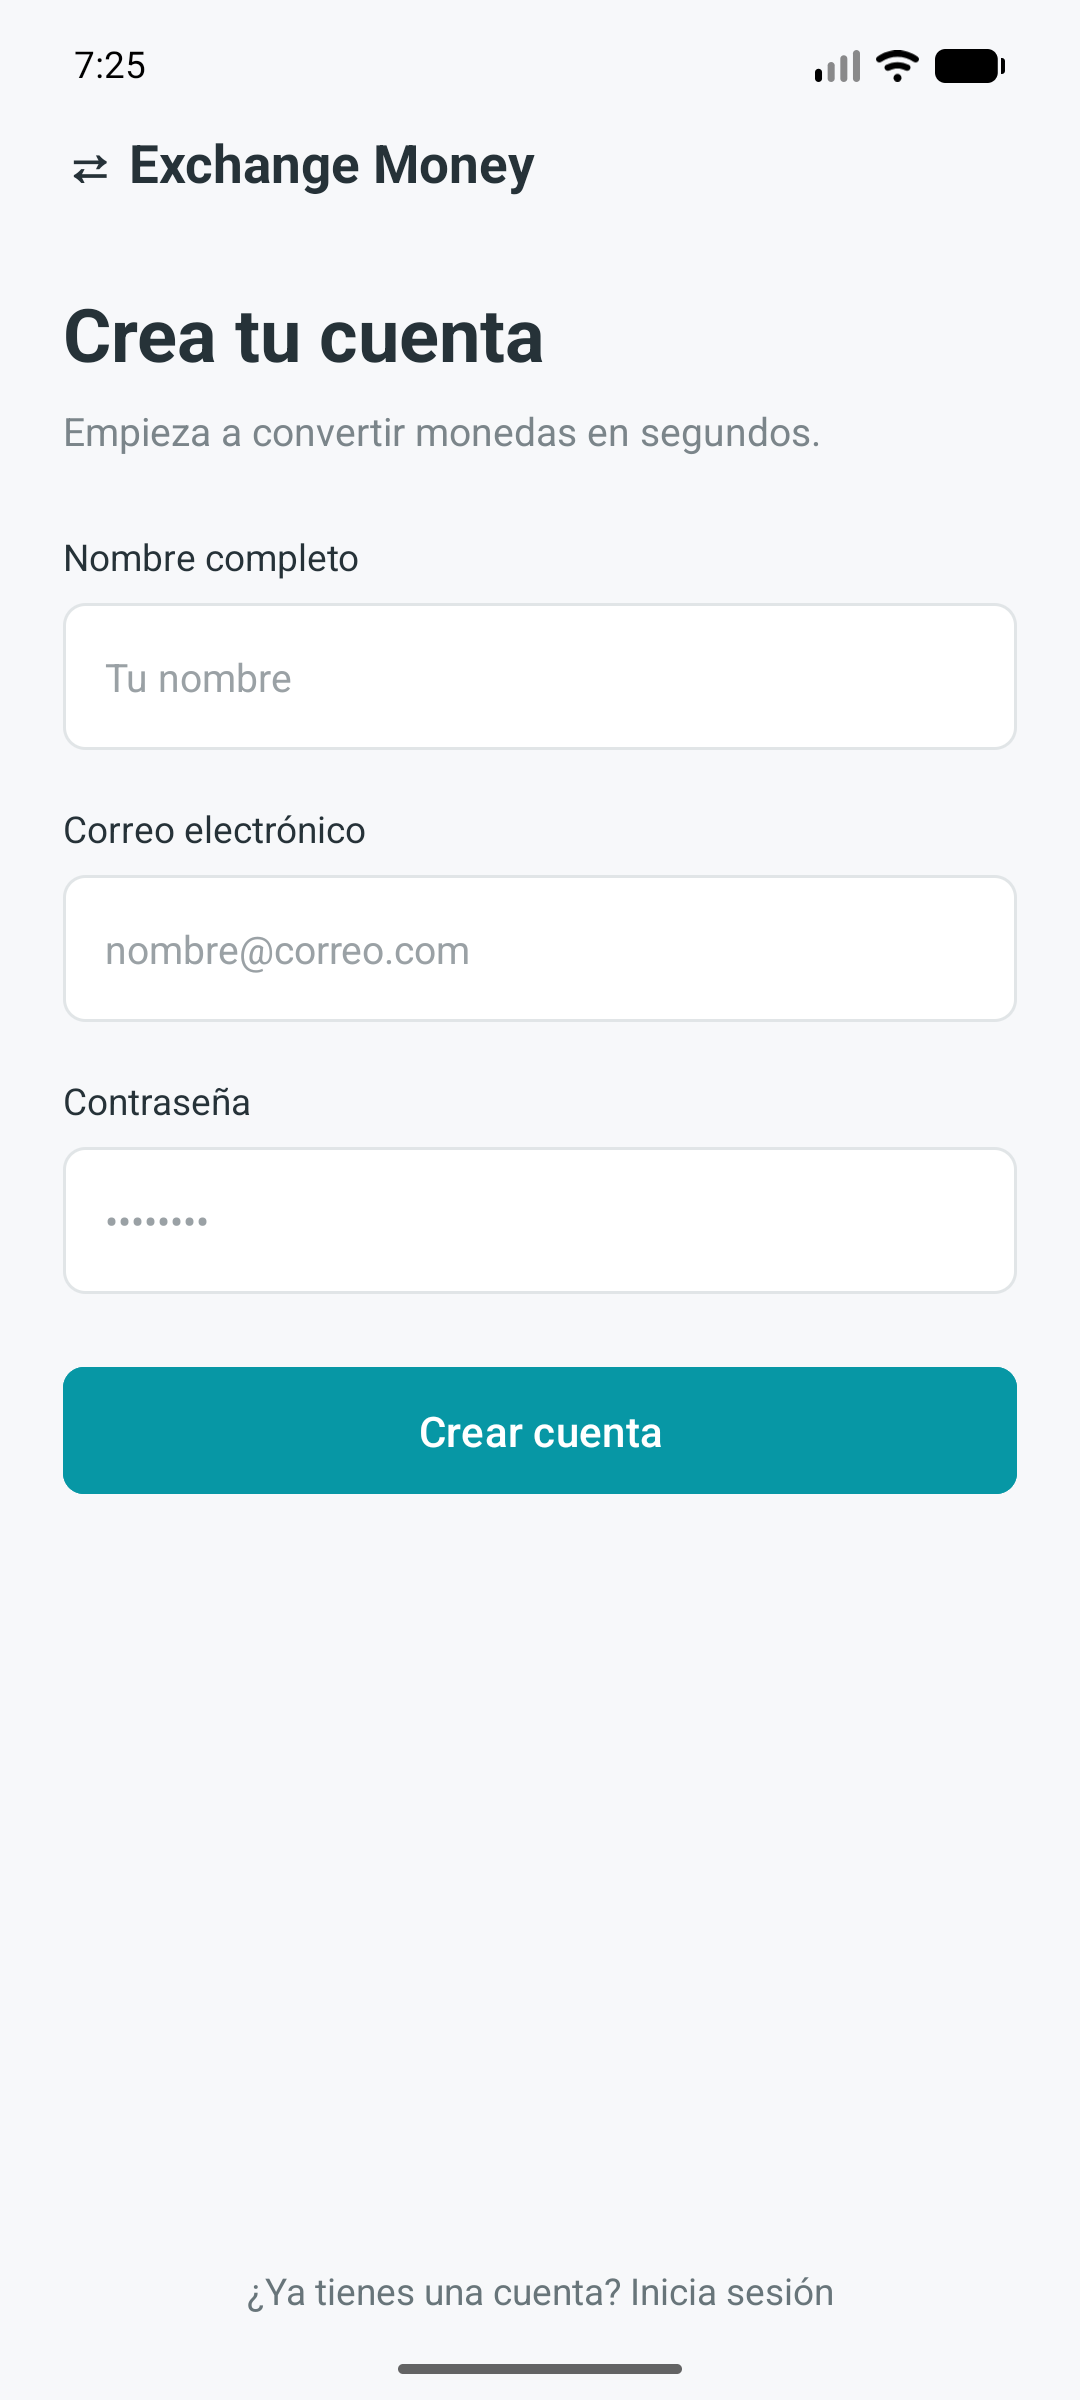 7:25
⇄ Exchange Money
Crea tu cuenta
Empieza a convertir monedas en segundos.
Nombre completo
Tu nombre
Correo electrónico
nombre@correo.com
Contraseña
••••••••
Crear cuenta
¿Ya tienes una cuenta? Inicia sesión